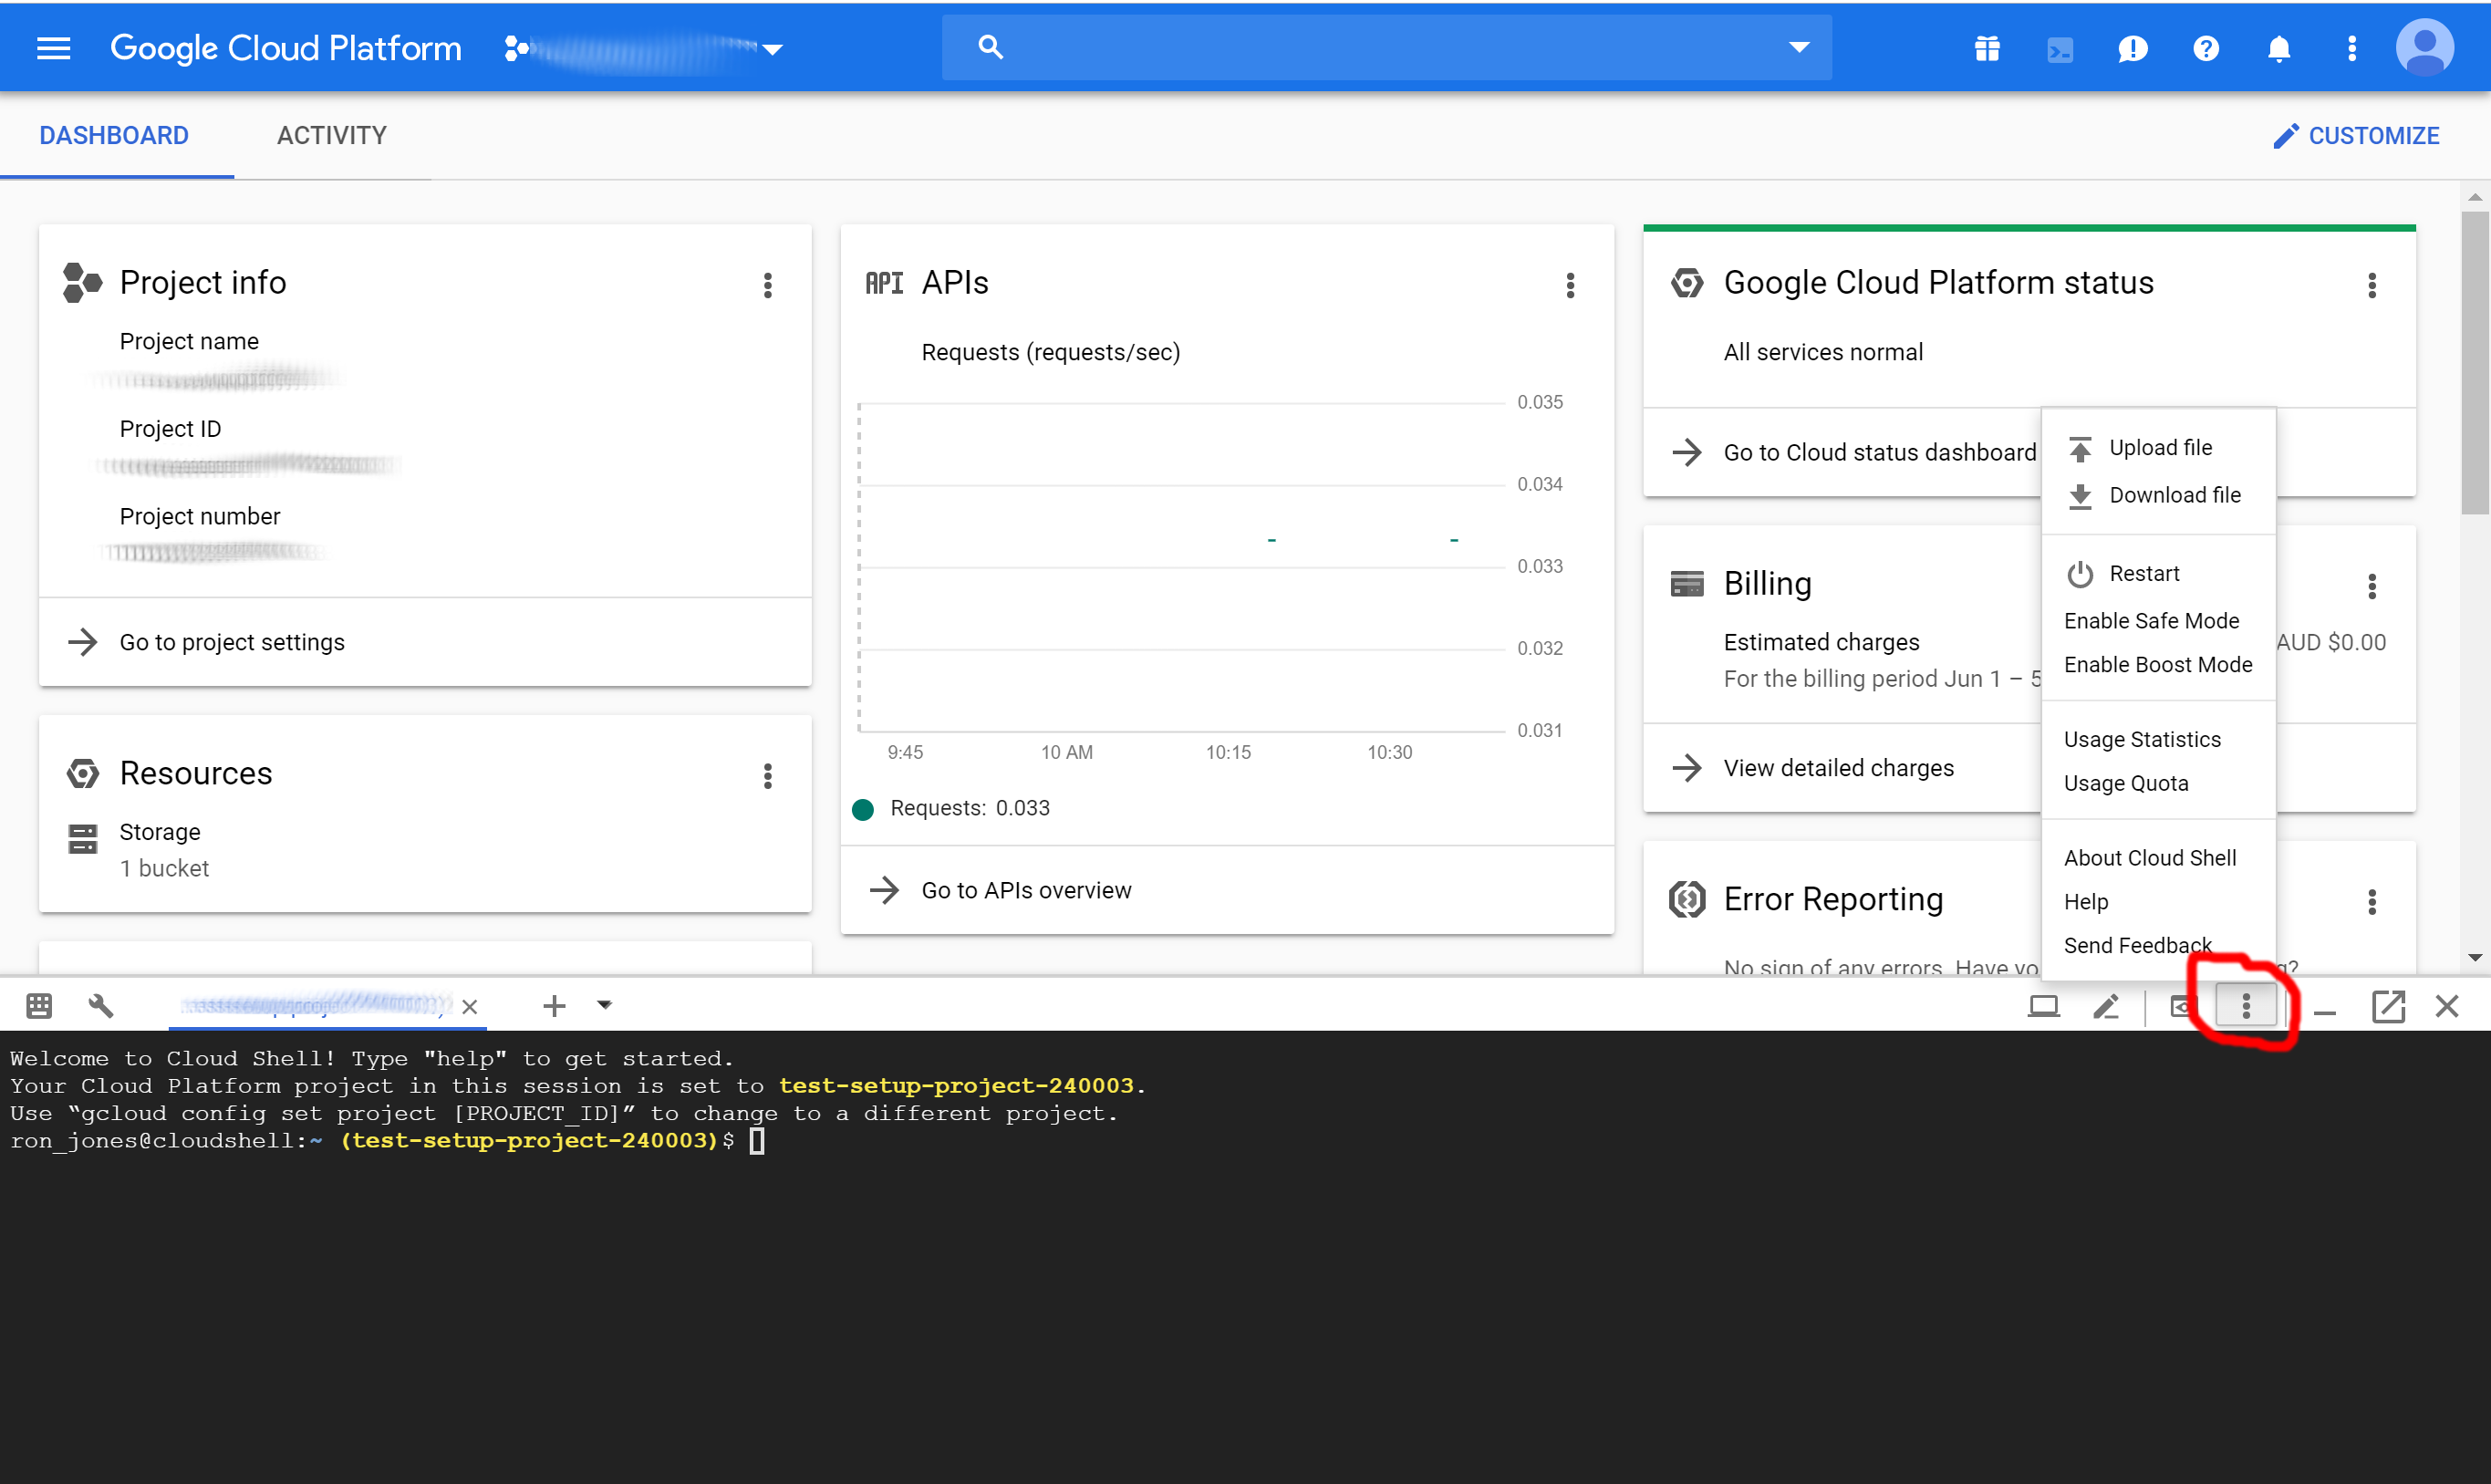 Google Cloud Platform
DASHBOARD
ACTIVITY
CUSTOMIZE
Project info
Project name
Project ID
Project number
Go to project settings
Resources
Storage
1 bucket
API APIs
Requests (requests/sec)
0.035
0.034
0.033
0.032
0.031
9:45
10 AM
10:15
10:30
Requests: 0.033
Go to APIs overview
Google Cloud Platform status
All services normal
Go to Cloud status dashboard
Billing
Estimated charges
AUD $0.00
For the billing period Jun 1 – 5
View detailed charges
Error Reporting
No sign of any errors. Have
Upload file
Download file
Restart
Enable Safe Mode
Enable Boost Mode
Usage Statistics
Usage Quota
About Cloud Shell
Help
Send Feedback
Welcome to Cloud Shell! Type "help" to get started.
Your Cloud Platform project in this session is set to test-setup-project-240003.
Use “gcloud config set project [PROJECT_ID]” to change to a different project.
ron_jones@cloudshell:~ (test-setup-project-240003)$